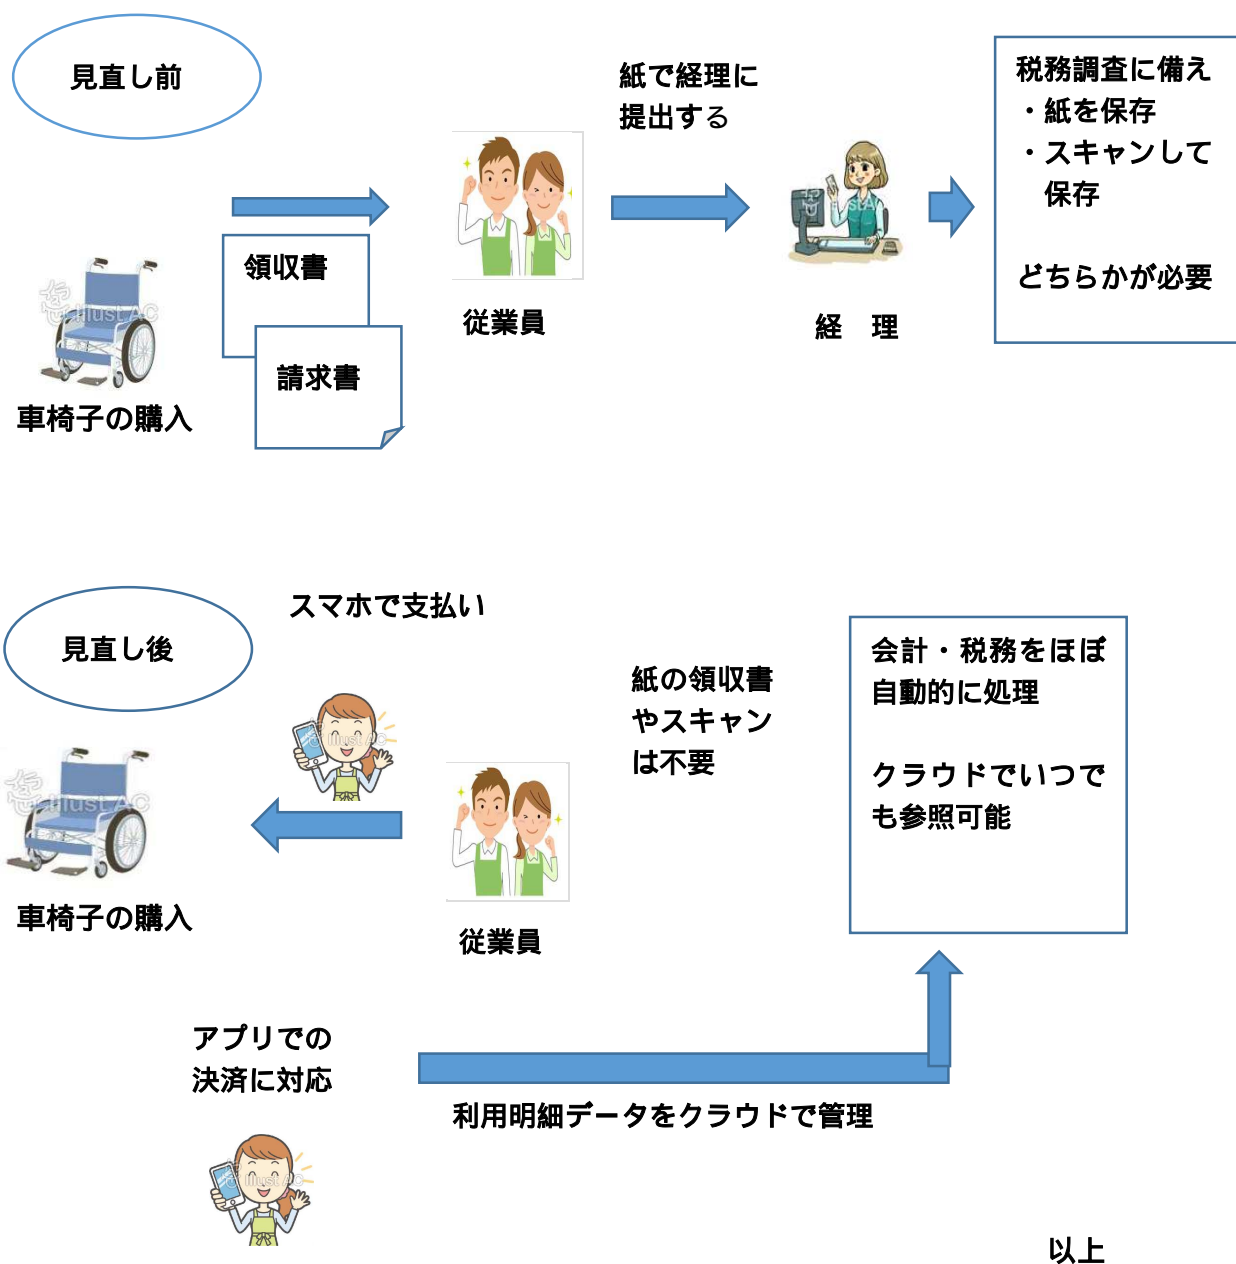 見直し前
紙で経理に
提出する
税務調査に備え
・紙を保存
・スキャンして
保存
どちらかが必要
領収書
請求書
車椅子の購入
従業員
経　理
見直し後
スマホで支払い
紙の領収書
やスキャン
は不要
会計・税務をほぼ
自動的に処理
クラウドでいつで
も参照可能
車椅子の購入
従業員
アプリでの
決済に対応
利用明細データをクラウドで管理
以上